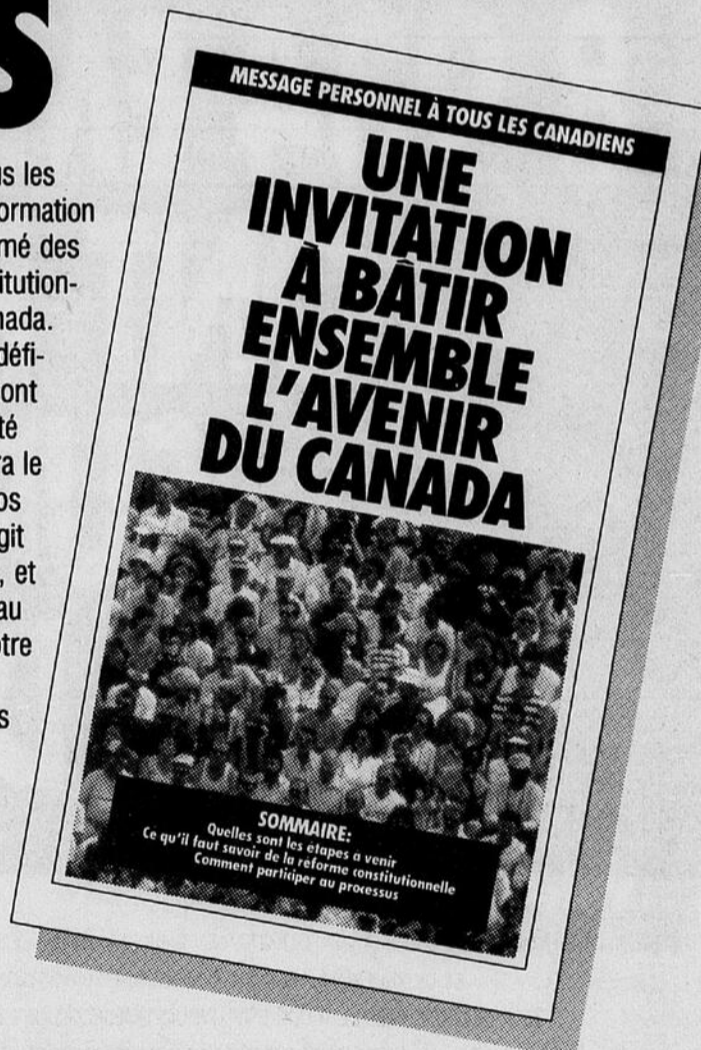 S
us les
ormation
mé des
itution-
nada.
défi-
ont
té
ra le
os
git
, et
au
otre
s
MESSAGE PERSONNEL À TOUS LES CANADIENS
UNE
INVITATION
À BÂTIR
ENSEMBLE
L'AVENIR
DU CANADA
SOMMAIRE:
Quelles sont les étapes à venir
Ce qu'il faut savoir de la réforme constitutionnelle
Comment participer au processus